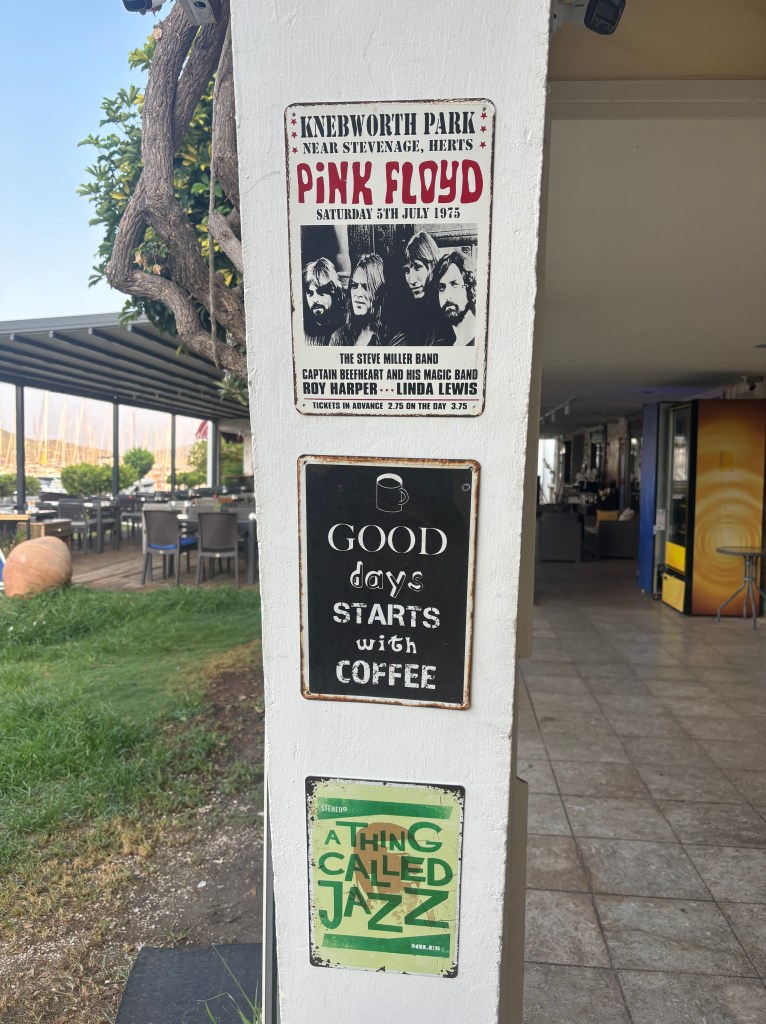 KNEBWORTH PARK
NEAR STEVENAGE, HERTS
PINK FLOYD
SATURDAY 5TH JULY 1975
THE STEVE MILLER BAND
CAPTAIN BEEFHEART AND HIS MAGIC BAND
ROY HARPER ··· LINDA LEWIS
TICKETS IN ADVANCE 2.75 ON THE DAY 3.75
GOOD
days
STARTS
with
COFFEE
STEREO
A THING
CALLED
JAZZ
MILES